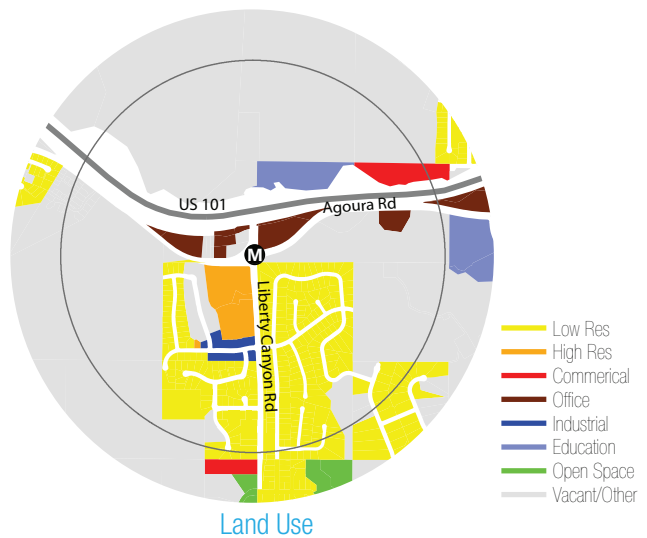 US 101
Agoura Rd
M
Liberty Canyon Rd
Low Res
High Res
Commerical
Office
Industrial
Education
Open Space
Vacant/Other
Land Use